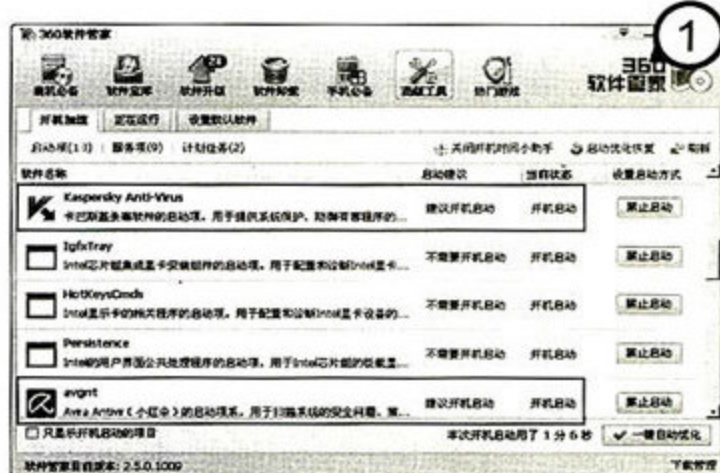 1
360软件管家
360
软件管家
装机必备 软件宝库 软件升级 软件卸载 手机必备 高级工具 热门游戏
开机加速 正在运行 设置默认软件
启动项(13) 服务项(9) 计划任务(2) 关闭开机时间小助手 启动优化恢复 刷新
软件名称 启动建议 当前状态 设置启动方式
Kaspersky Anti-Virus
卡巴斯基杀毒软件的启动项。用于提供系统保护、防御有害程序的... 建议开机启动 开机启动 禁止启动
IgfxTray
Intel芯片组集成显卡安装组件的启动项。用于配置和诊断Intel显卡... 不需要开机启动 开机启动 禁止启动
HotKeysCmds
Intel显示卡的相关程序的启动项。用于配置和诊断Intel显卡设备的... 不需要开机启动 开机启动 禁止启动
Persistence
Intel的用户界面公共处理程序的启动项。用于Intel芯片组的板载显... 不需要开机启动 开机启动 禁止启动
avgnt
Avira Antivir（小红伞）的启动项系。用于扫描系统的安全问题、策... 建议开机启动 开机启动 禁止启动
只显示开机启动的项目 本次开机启动用了 1 分 6 秒 一键自动优化
软件管家目前版本: 2.5.0.1009 下载管理